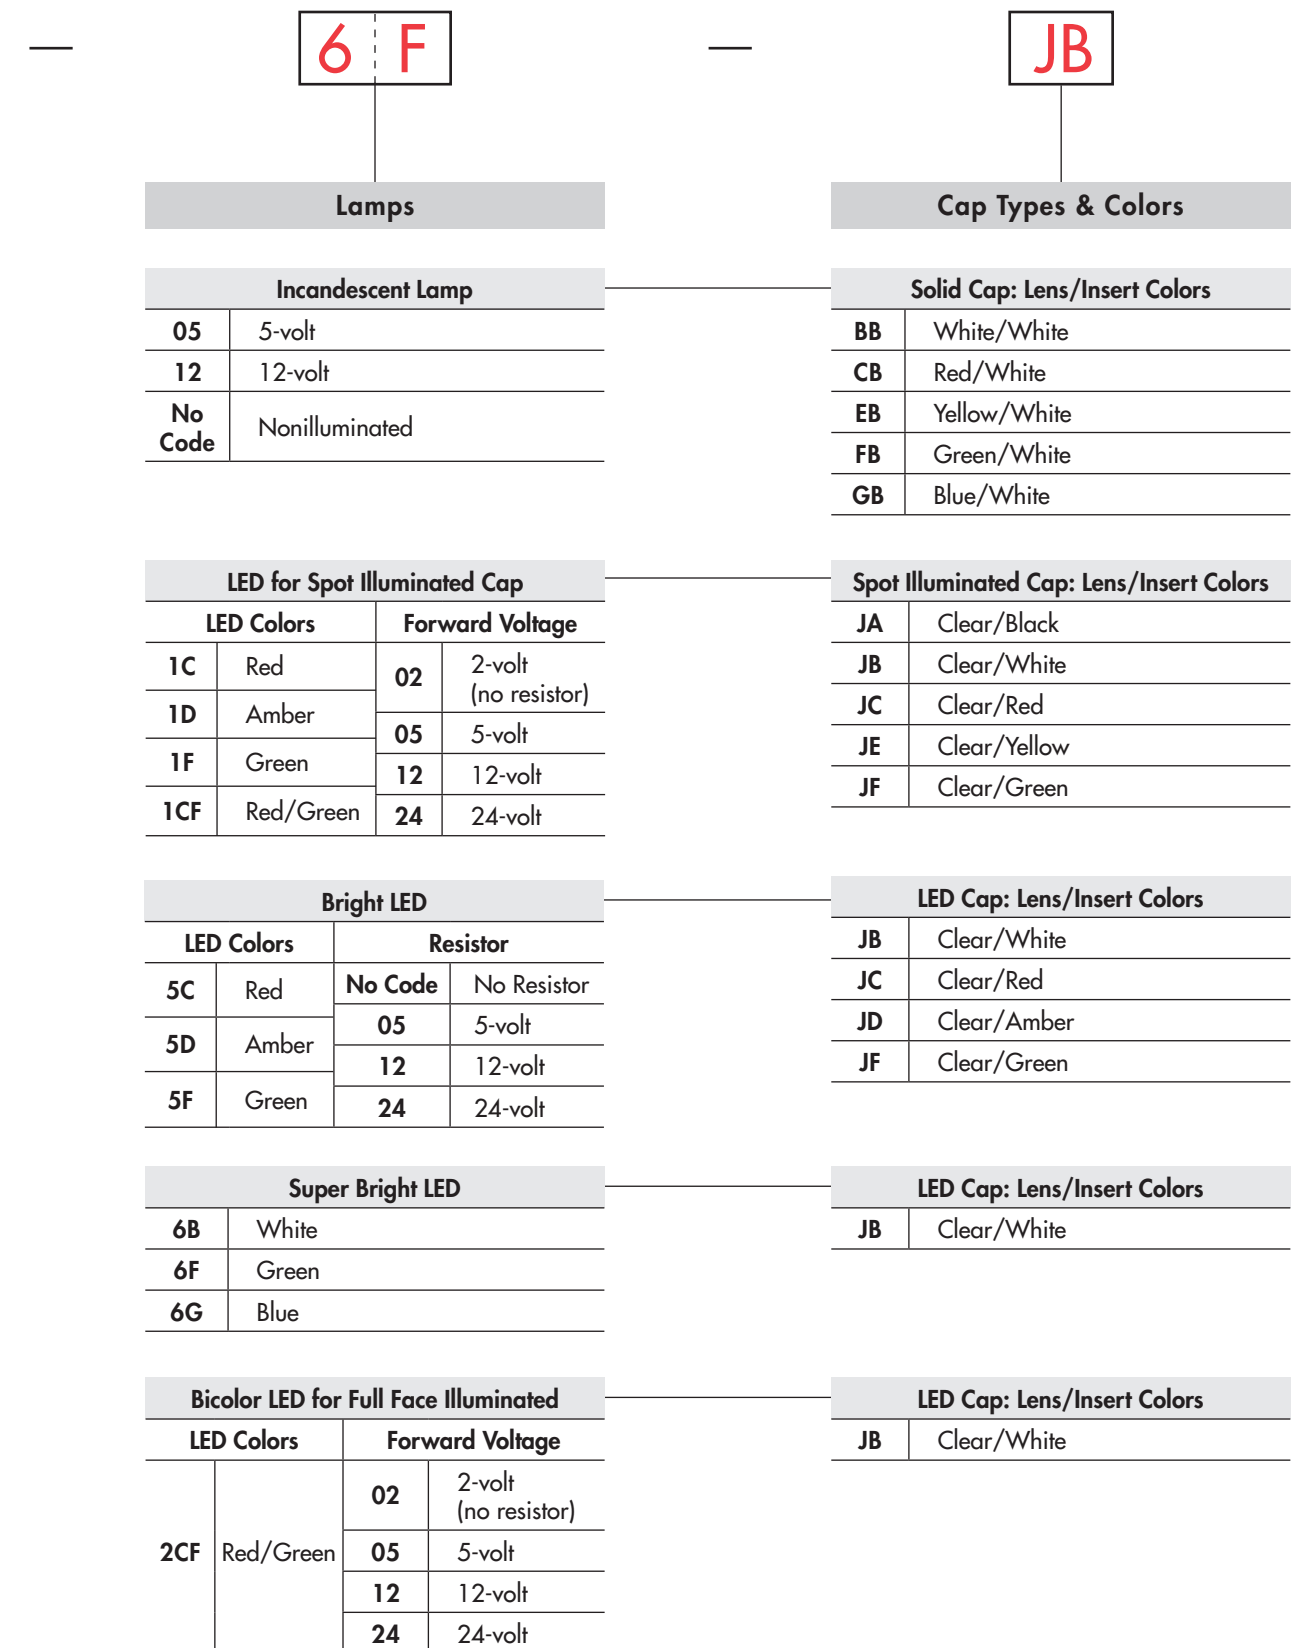 — 6 F — JB
Lamps
Cap Types & Colors
Incandescent Lamp
05 5-volt
12 12-volt
No Code Nonilluminated
Solid Cap: Lens/Insert Colors
BB White/White
CB Red/White
EB Yellow/White
FB Green/White
GB Blue/White
LED for Spot Illuminated Cap
LED Colors Forward Voltage
1C Red
1D Amber
1F Green
1CF Red/Green
02 2-volt
(no resistor)
05 5-volt
12 12-volt
24 24-volt
Spot Illuminated Cap: Lens/Insert Colors
JA Clear/Black
JB Clear/White
JC Clear/Red
JE Clear/Yellow
JF Clear/Green
Bright LED
LED Colors Resistor
5C Red
5D Amber
5F Green
No Code No Resistor
05 5-volt
12 12-volt
24 24-volt
LED Cap: Lens/Insert Colors
JB Clear/White
JC Clear/Red
JD Clear/Amber
JF Clear/Green
Super Bright LED
6B White
6F Green
6G Blue
LED Cap: Lens/Insert Colors
JB Clear/White
Bicolor LED for Full Face Illuminated
LED Colors Forward Voltage
2CF Red/Green
02 2-volt
(no resistor)
05 5-volt
12 12-volt
24 24-volt
LED Cap: Lens/Insert Colors
JB Clear/White